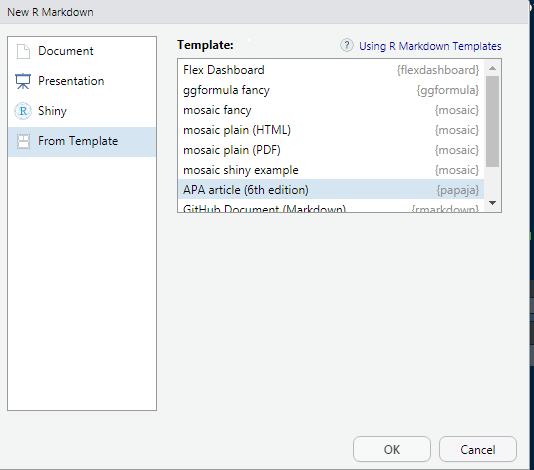 New R Markdown
Document
Presentation
R Shiny
From Template
Template:
? Using R Markdown Templates
Flex Dashboard {flexdashboard}
ggformula fancy {ggformula}
mosaic fancy {mosaic}
mosaic plain (HTML) {mosaic}
mosaic plain (PDF) {mosaic}
mosaic shiny example {mosaic}
APA article (6th edition) {papaja}
GitHub Document (Markdown) {rmarkdown}
OK Cancel